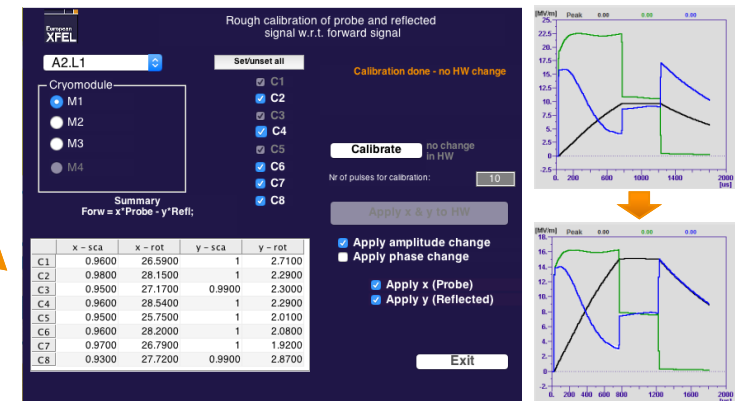 European
XFEL
Rough calibration of probe and reflected
signal w.r.t. forward signal
A2.L1
Set/unset all
Calibration done - no HW change
Cryomodule
M1
M2
M3
M4
C1
C2
C3
C4
C5
C6
C7
C8
Calibrate
no change
in HW
Nr of pulses for calibration:
10
Summary
Forw = x*Probe - y*Refl;
Apply x & y to HW
x - sca x - rot y - sca y - rot
C1 0.9600 26.5900 1 2.7100
C2 0.9800 28.1500 1 2.2900
C3 0.9500 27.1700 0.9900 2.3000
C4 0.9600 28.5400 1 2.2900
C5 0.9500 25.7500 1 2.0100
C6 0.9600 28.2000 1 2.0800
C7 0.9700 26.7900 1 1.9200
C8 0.9300 27.7200 0.9900 2.8700
Apply amplitude change
Apply phase change
Apply x (Probe)
Apply y (Reflected)
Exit
[MV/m] Peak 0.00 0.00 0.00
25.
22.5
20.
17.5
15.
12.5
10.
7.5
5.
2.5
0
-2.5
0. 200 600 1000 1400 2000
[us]
[MV/m] Peak 0.00 0.00 0.00
18.
16.
14.
12.
10.
8.
6.
4.
2.
0
-2.
0. 200 400 600 800 1200 1600 2000
[us]